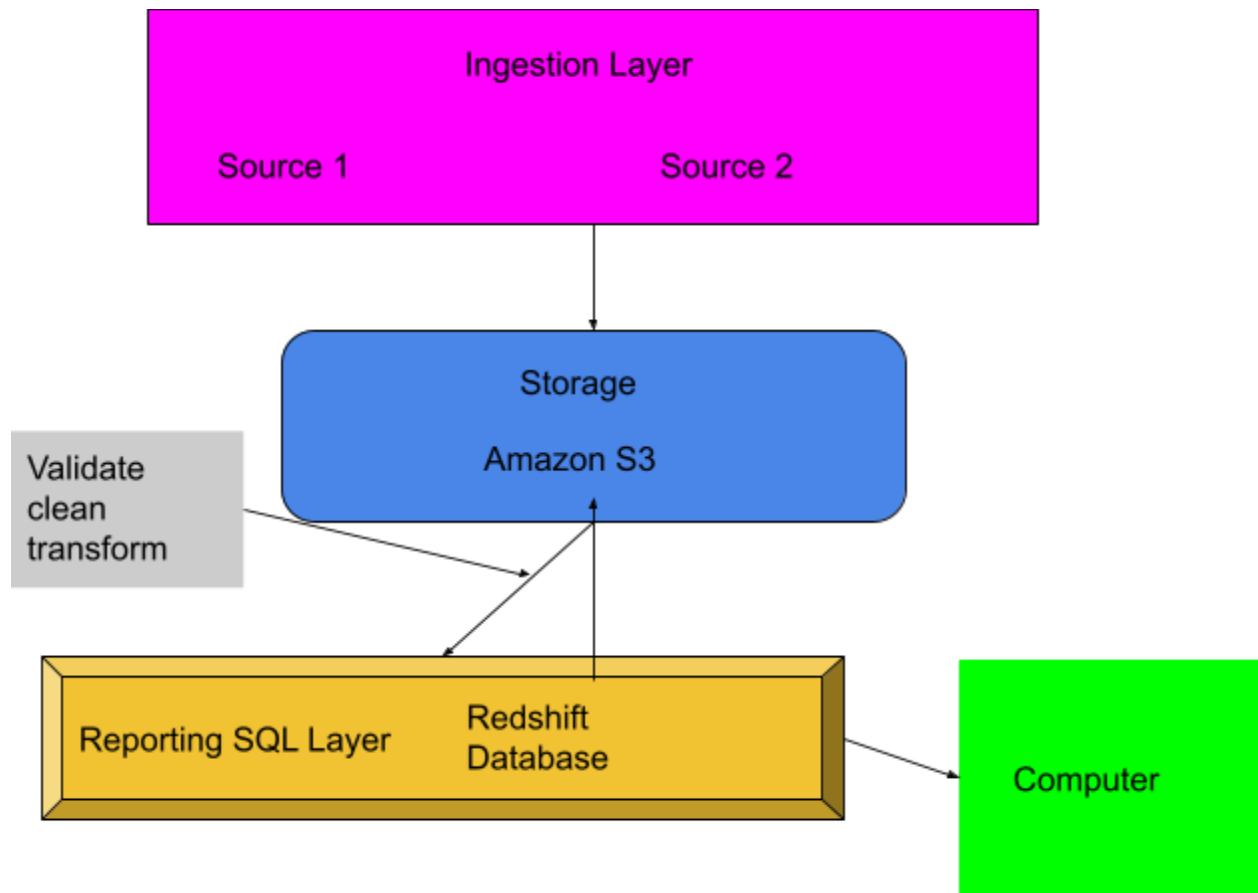 Ingestion Layer
Source 1
Source 2
Storage
Amazon S3
Validate
clean
transform
Reporting SQL Layer
Redshift
Database
Computer